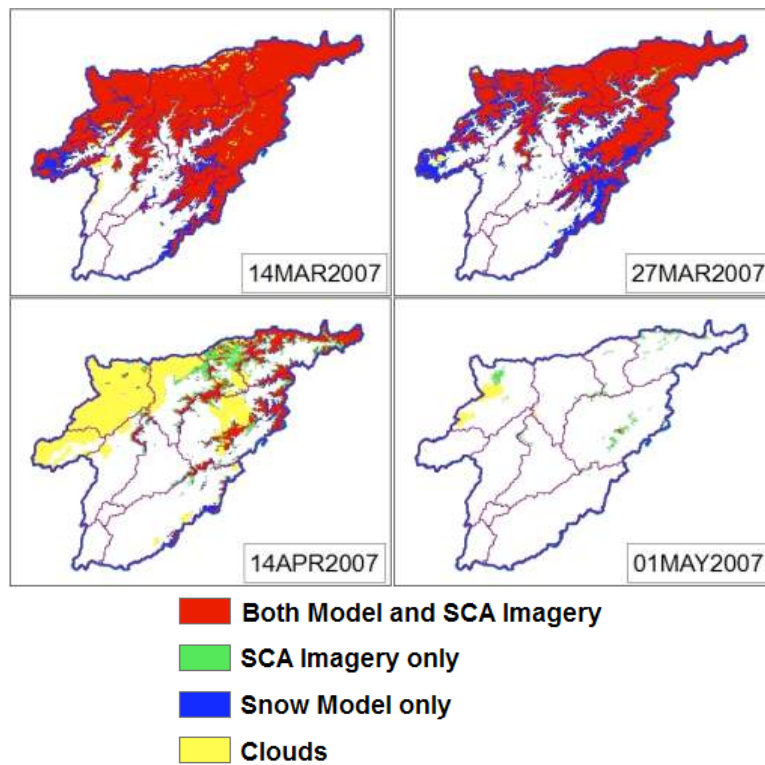 14MAR2007
27MAR2007
14APR2007
01MAY2007
Both Model and SCA Imagery
SCA Imagery only
Snow Model only
Clouds